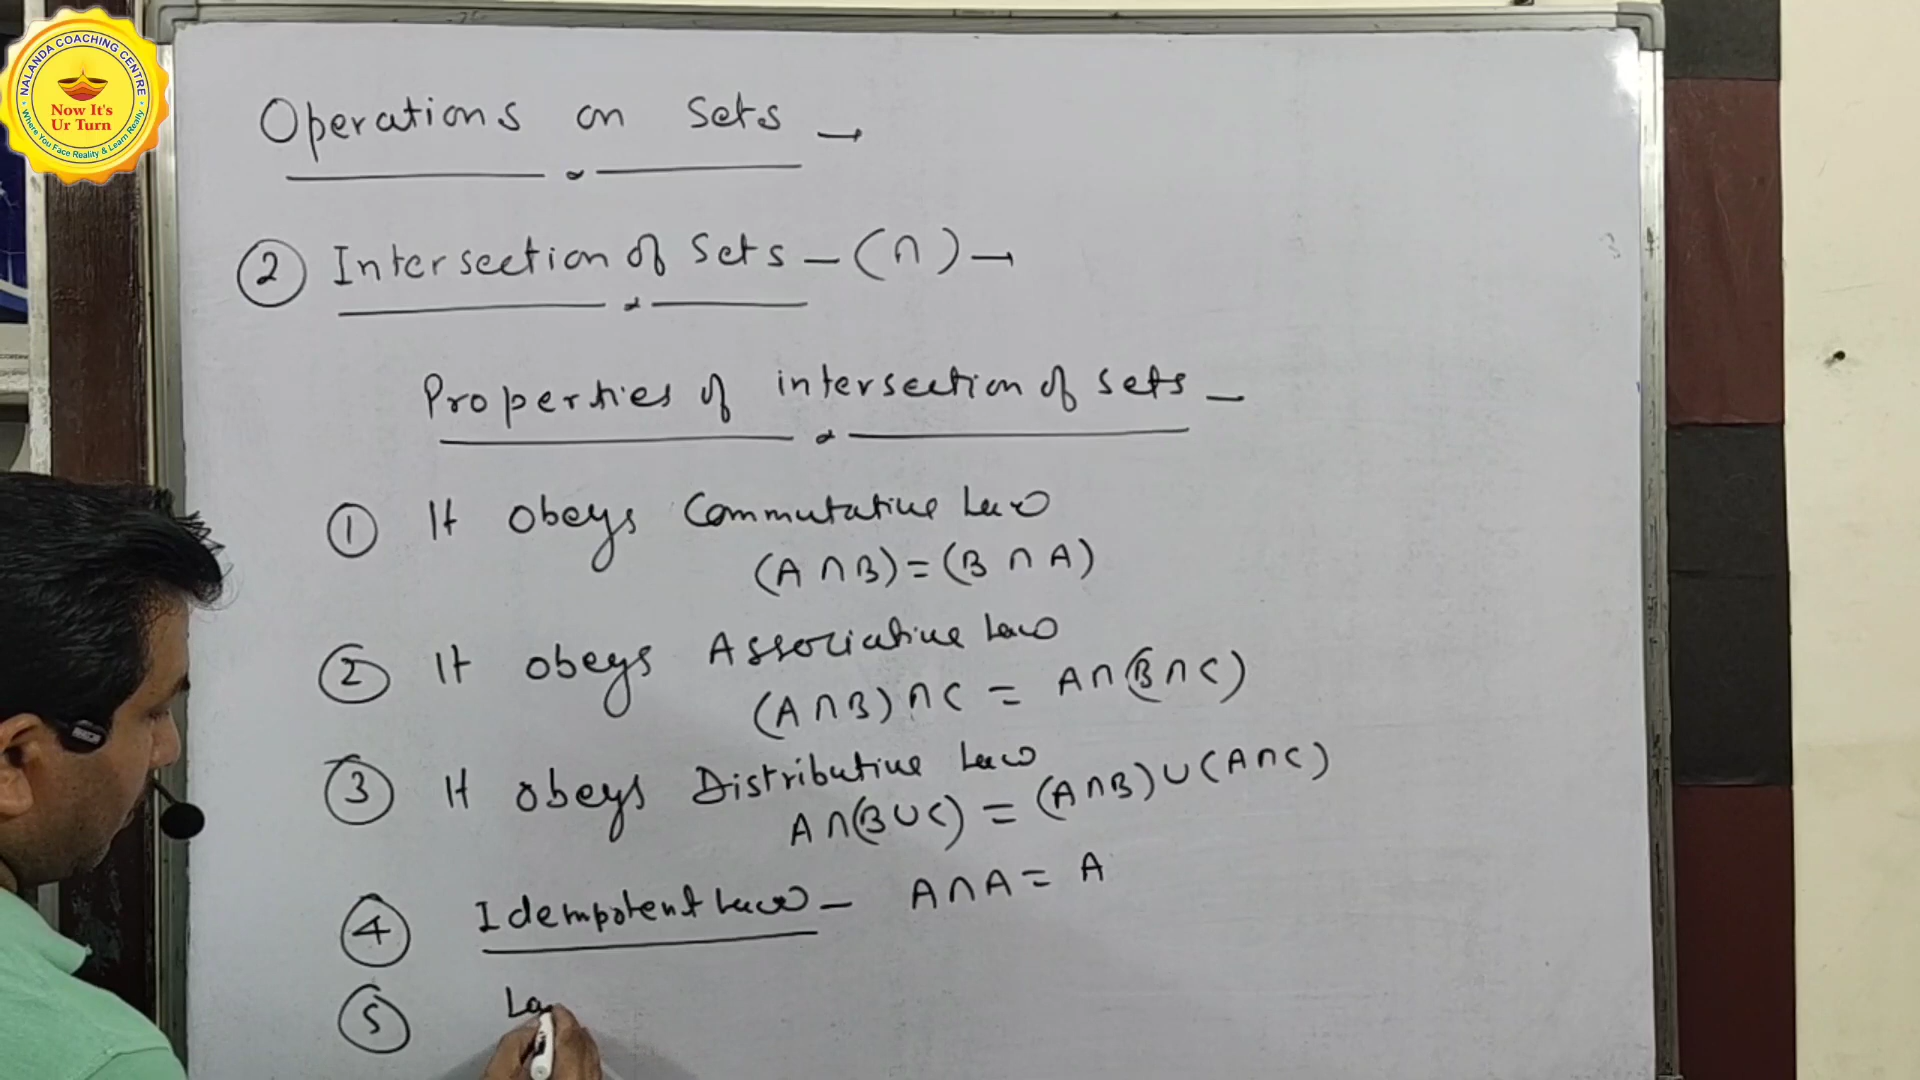 NALANDA COACHING CENTRE
Now It's
Ur Turn
Where You Face Reality & Learn Really
Operations on Sets →
② Intersection of Sets - (∩) →
Properties of intersection of sets -
① It obeys Commutative Law
(A ∩ B) = (B ∩ A)
② It obeys Associative Law
(A ∩ B) ∩ C = A ∩ (B ∩ C)
③ It obeys Distributive Law
A ∩ (B ∪ C) = (A ∩ B) ∪ (A ∩ C)
④ Idempotent Law - A ∩ A = A
⑤ La